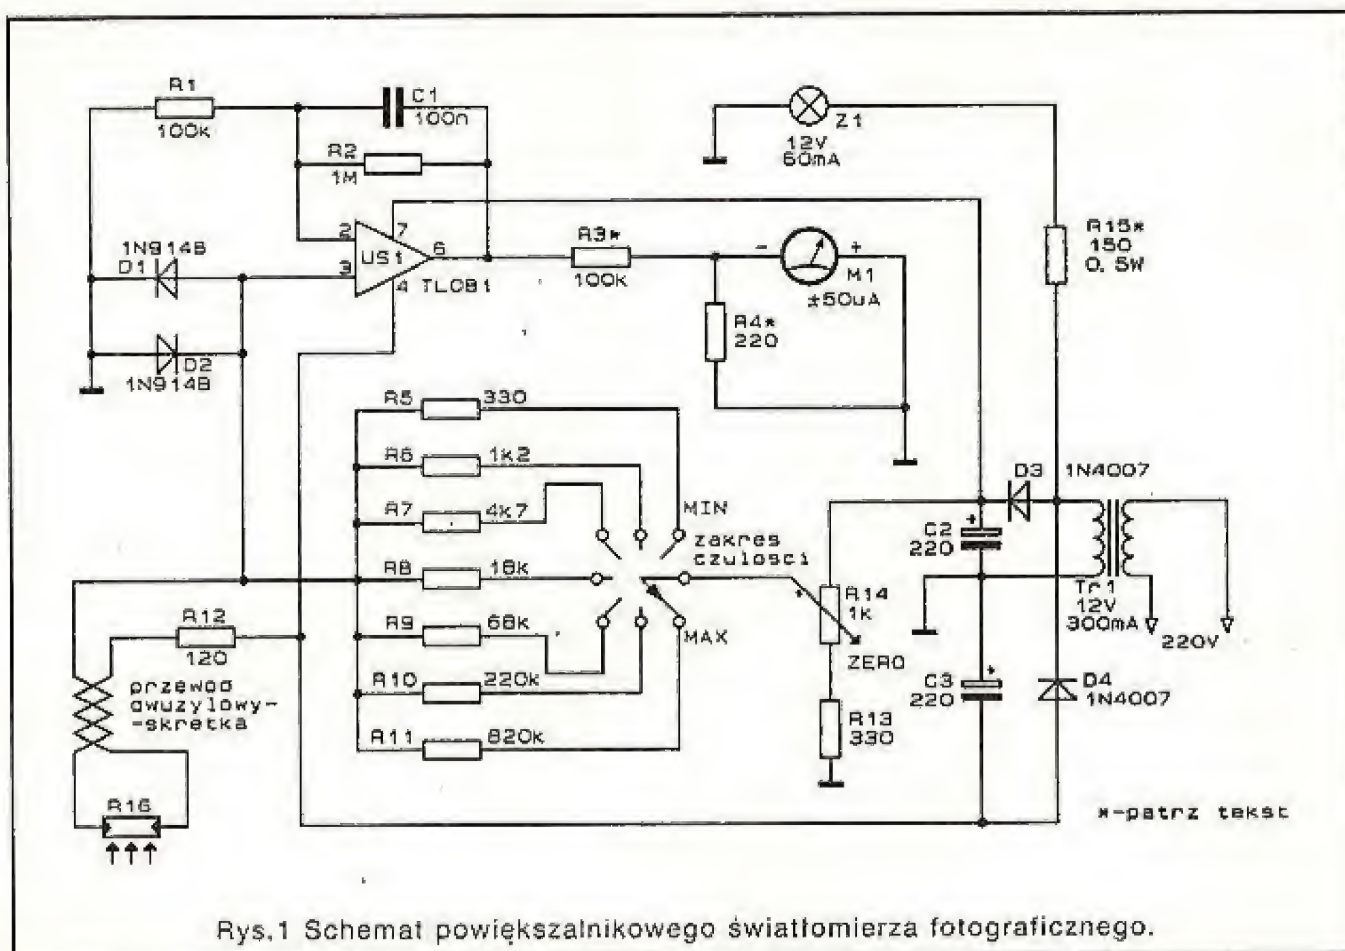 R1
100k
C1
100n
R2
1M
Z1
12V
60mA
R15*
150
0.5W
1N914B
D1
2
3
7
US1
6
4
TL081
R3*
100k
-
+
M1
±50uA
R4*
220
D2
1N914B
R5 330
R6 1k2
R7 4k7
R8 18k
R9 68k
R10 220k
R11 820k
MIN
zakres
czulosci
MAX
R14
1k
ZERO
R13
330
D3 1N4007
+
C2
220
+
C3
220
Tr1
12V
300mA
220V
D4
1N4007
R12
120
przewod
dwuzylowy-
-skretka
R16
*-patrz tekst
Rys.1 Schemat powiększalnikowego światłomierza fotograficznego.